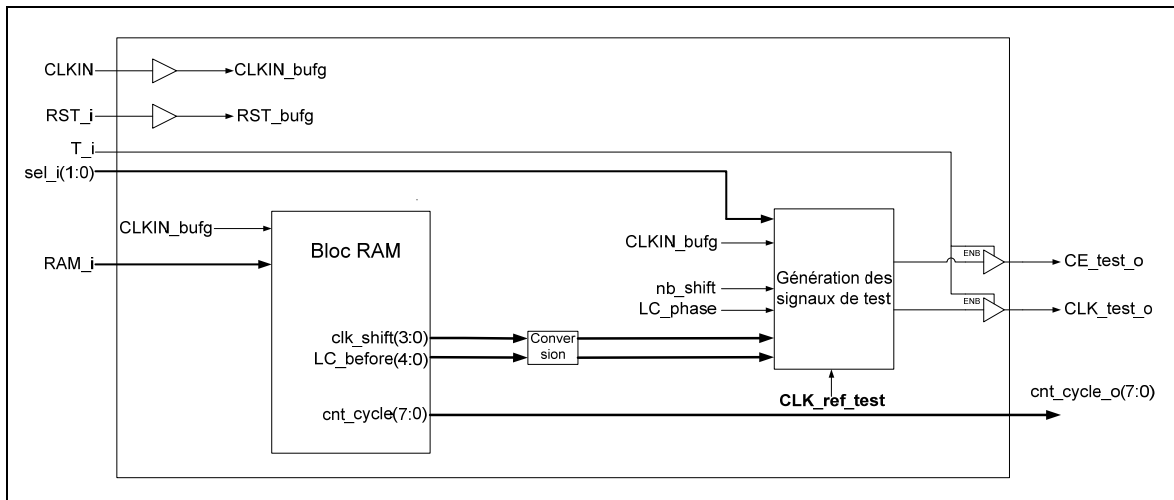 CLKIN
CLKIN_bufg
RST_i
RST_bufg
T_i
sel_i(1:0)
CLKIN_bufg
RAM_i
Bloc RAM
clk_shift(3:0)
LC_before(4:0)
cnt_cycle(7:0)
Conver
sion
CLKIN_bufg
nb_shift
LC_phase
Génération des
signaux de test
CLK_ref_test
ENB
CE_test_o
ENB
CLK_test_o
cnt_cycle_o(7:0)